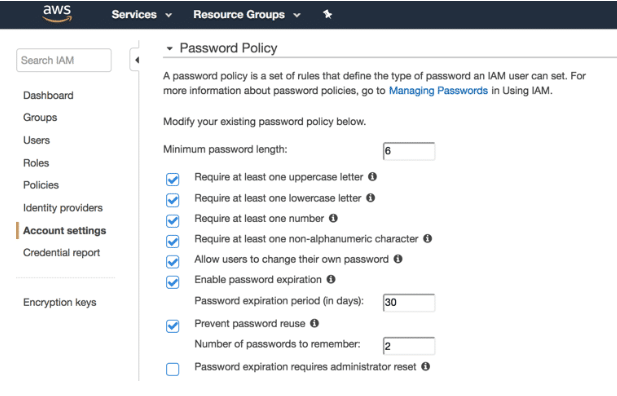 aws
Services
Resource Groups
Search IAM
Dashboard
Groups
Users
Roles
Policies
Identity providers
Account settings
Credential report
Encryption keys
Password Policy
A password policy is a set of rules that define the type of password an IAM user can set. For
more information about password policies, go to Managing Passwords in Using IAM.
Modify your existing password policy below.
Minimum password length: 6
Require at least one uppercase letter
Require at least one lowercase letter
Require at least one number
Require at least one non-alphanumeric character
Allow users to change their own password
Enable password expiration
Password expiration period (in days): 30
Prevent password reuse
Number of passwords to remember: 2
Password expiration requires administrator reset